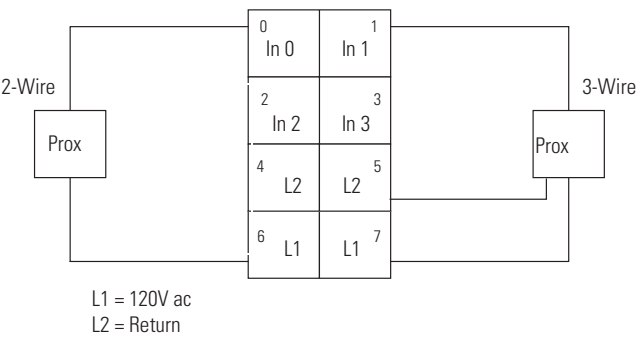 0
In 0
1
In 1
2-Wire
3-Wire
2
In 2
3
In 3
Prox
Prox
4
L2
L2
5
6
L1
L1
7
L1 = 120V ac
L2 = Return